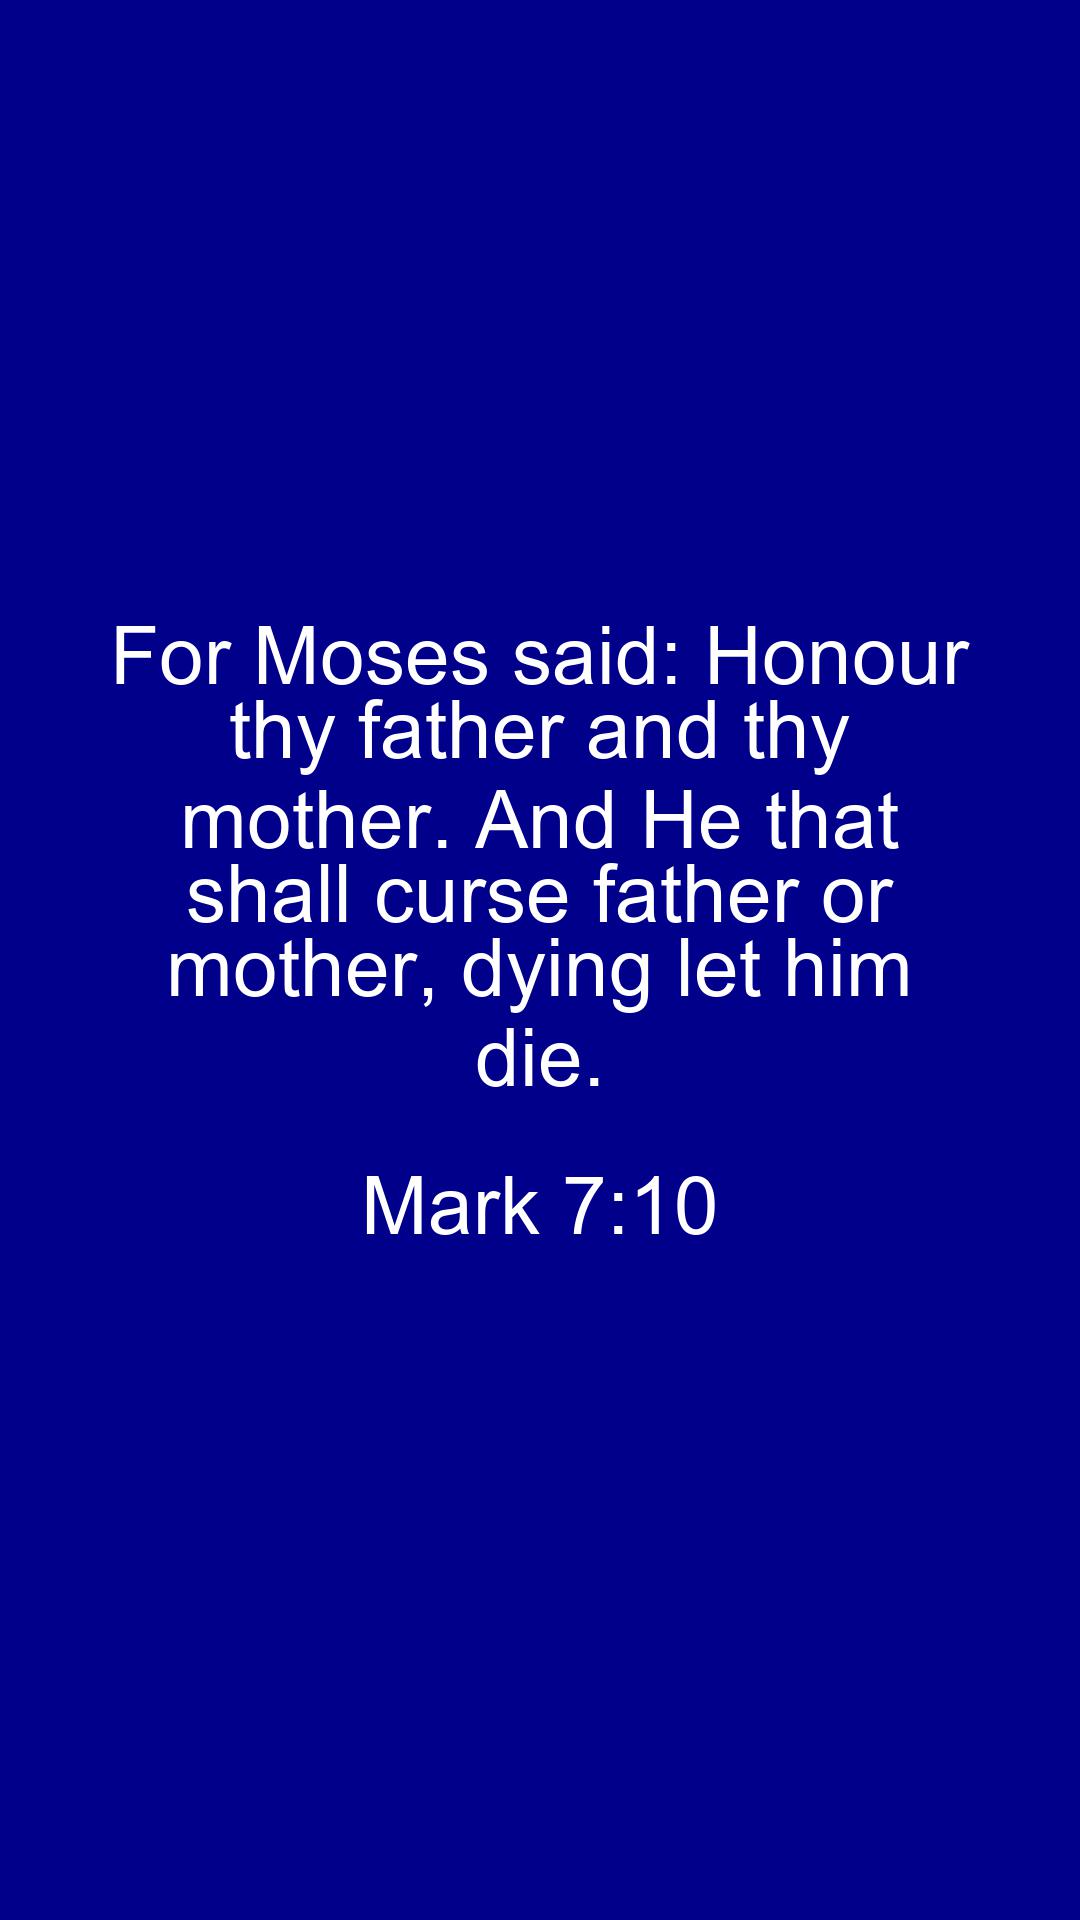 For Moses said: Honour
thy father and thy
mother. And He that
shall curse father or
mother, dying let him
die.
Mark 7:10